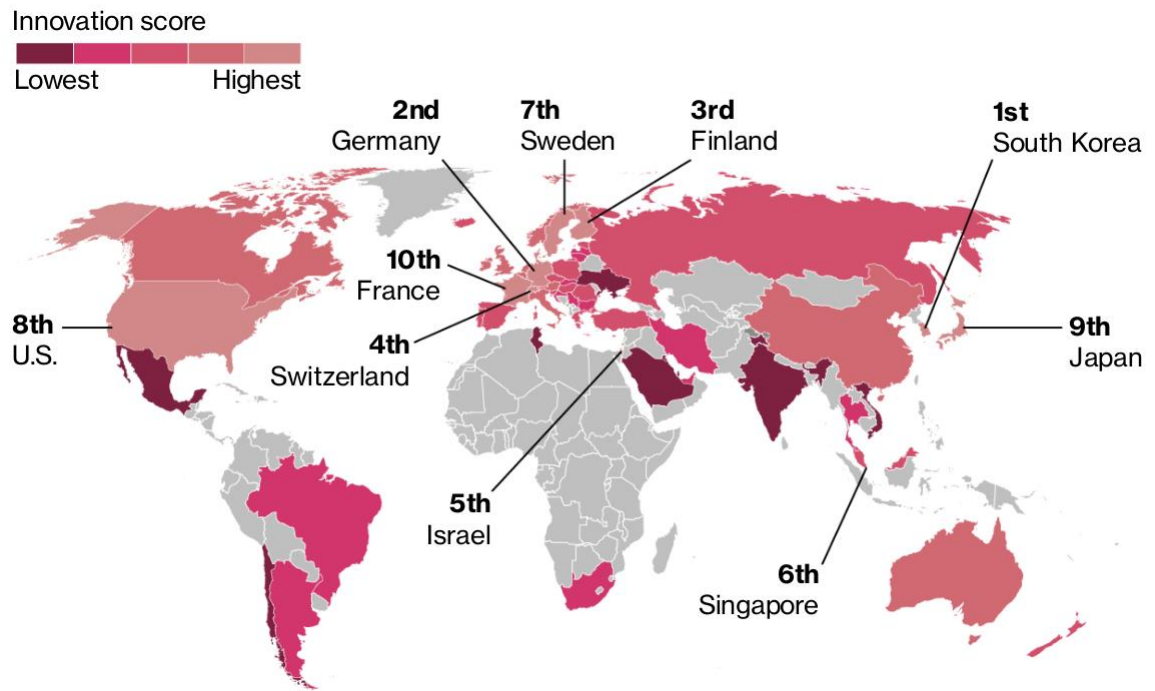 Innovation score
Lowest
Highest
2nd
Germany
7th
Sweden
3rd
Finland
1st
South Korea
10th
France
8th
U.S.
4th
Switzerland
9th
Japan
5th
Israel
6th
Singapore